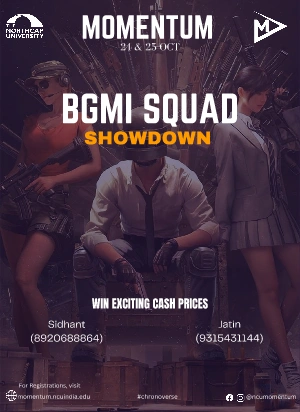 THE
NORTHCAP
UNIVERSITY
MOMENTUM
24 & 25 OCT
M
BGMI SQUAD
SHOWDOWN
WIN EXCITING CASH PRICES
Sidhant
(8920688864)
Jatin
(9315431144)
For Registrations, visit
momentum.ncuindia.edu
#chronoverse
@ncumomentum